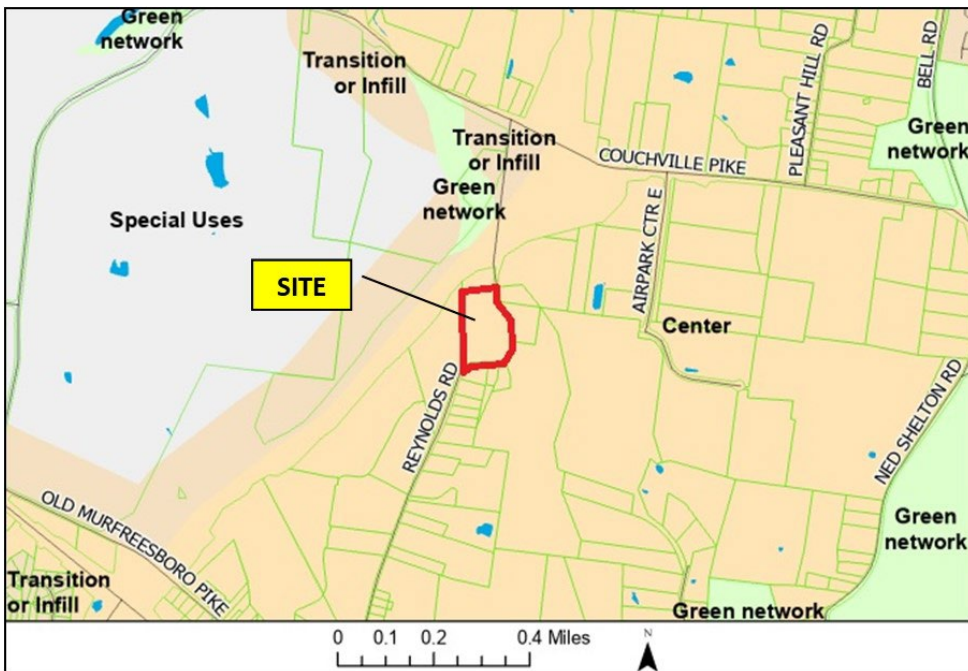 Green
network
Transition
or Infill
PLEASANT HILL RD
BELL RD
Green
network
Transition
or Infill
COUCHVILLE PIKE
Green
network
Special Uses
AIRPARK CTR E
SITE
Center
REYNOLDS RD
NED SHELTON RD
OLD MURFREESBORO PIKE
Green
network
Transition
or Infill
Green network
0 0.1 0.2 0.4 Miles
N